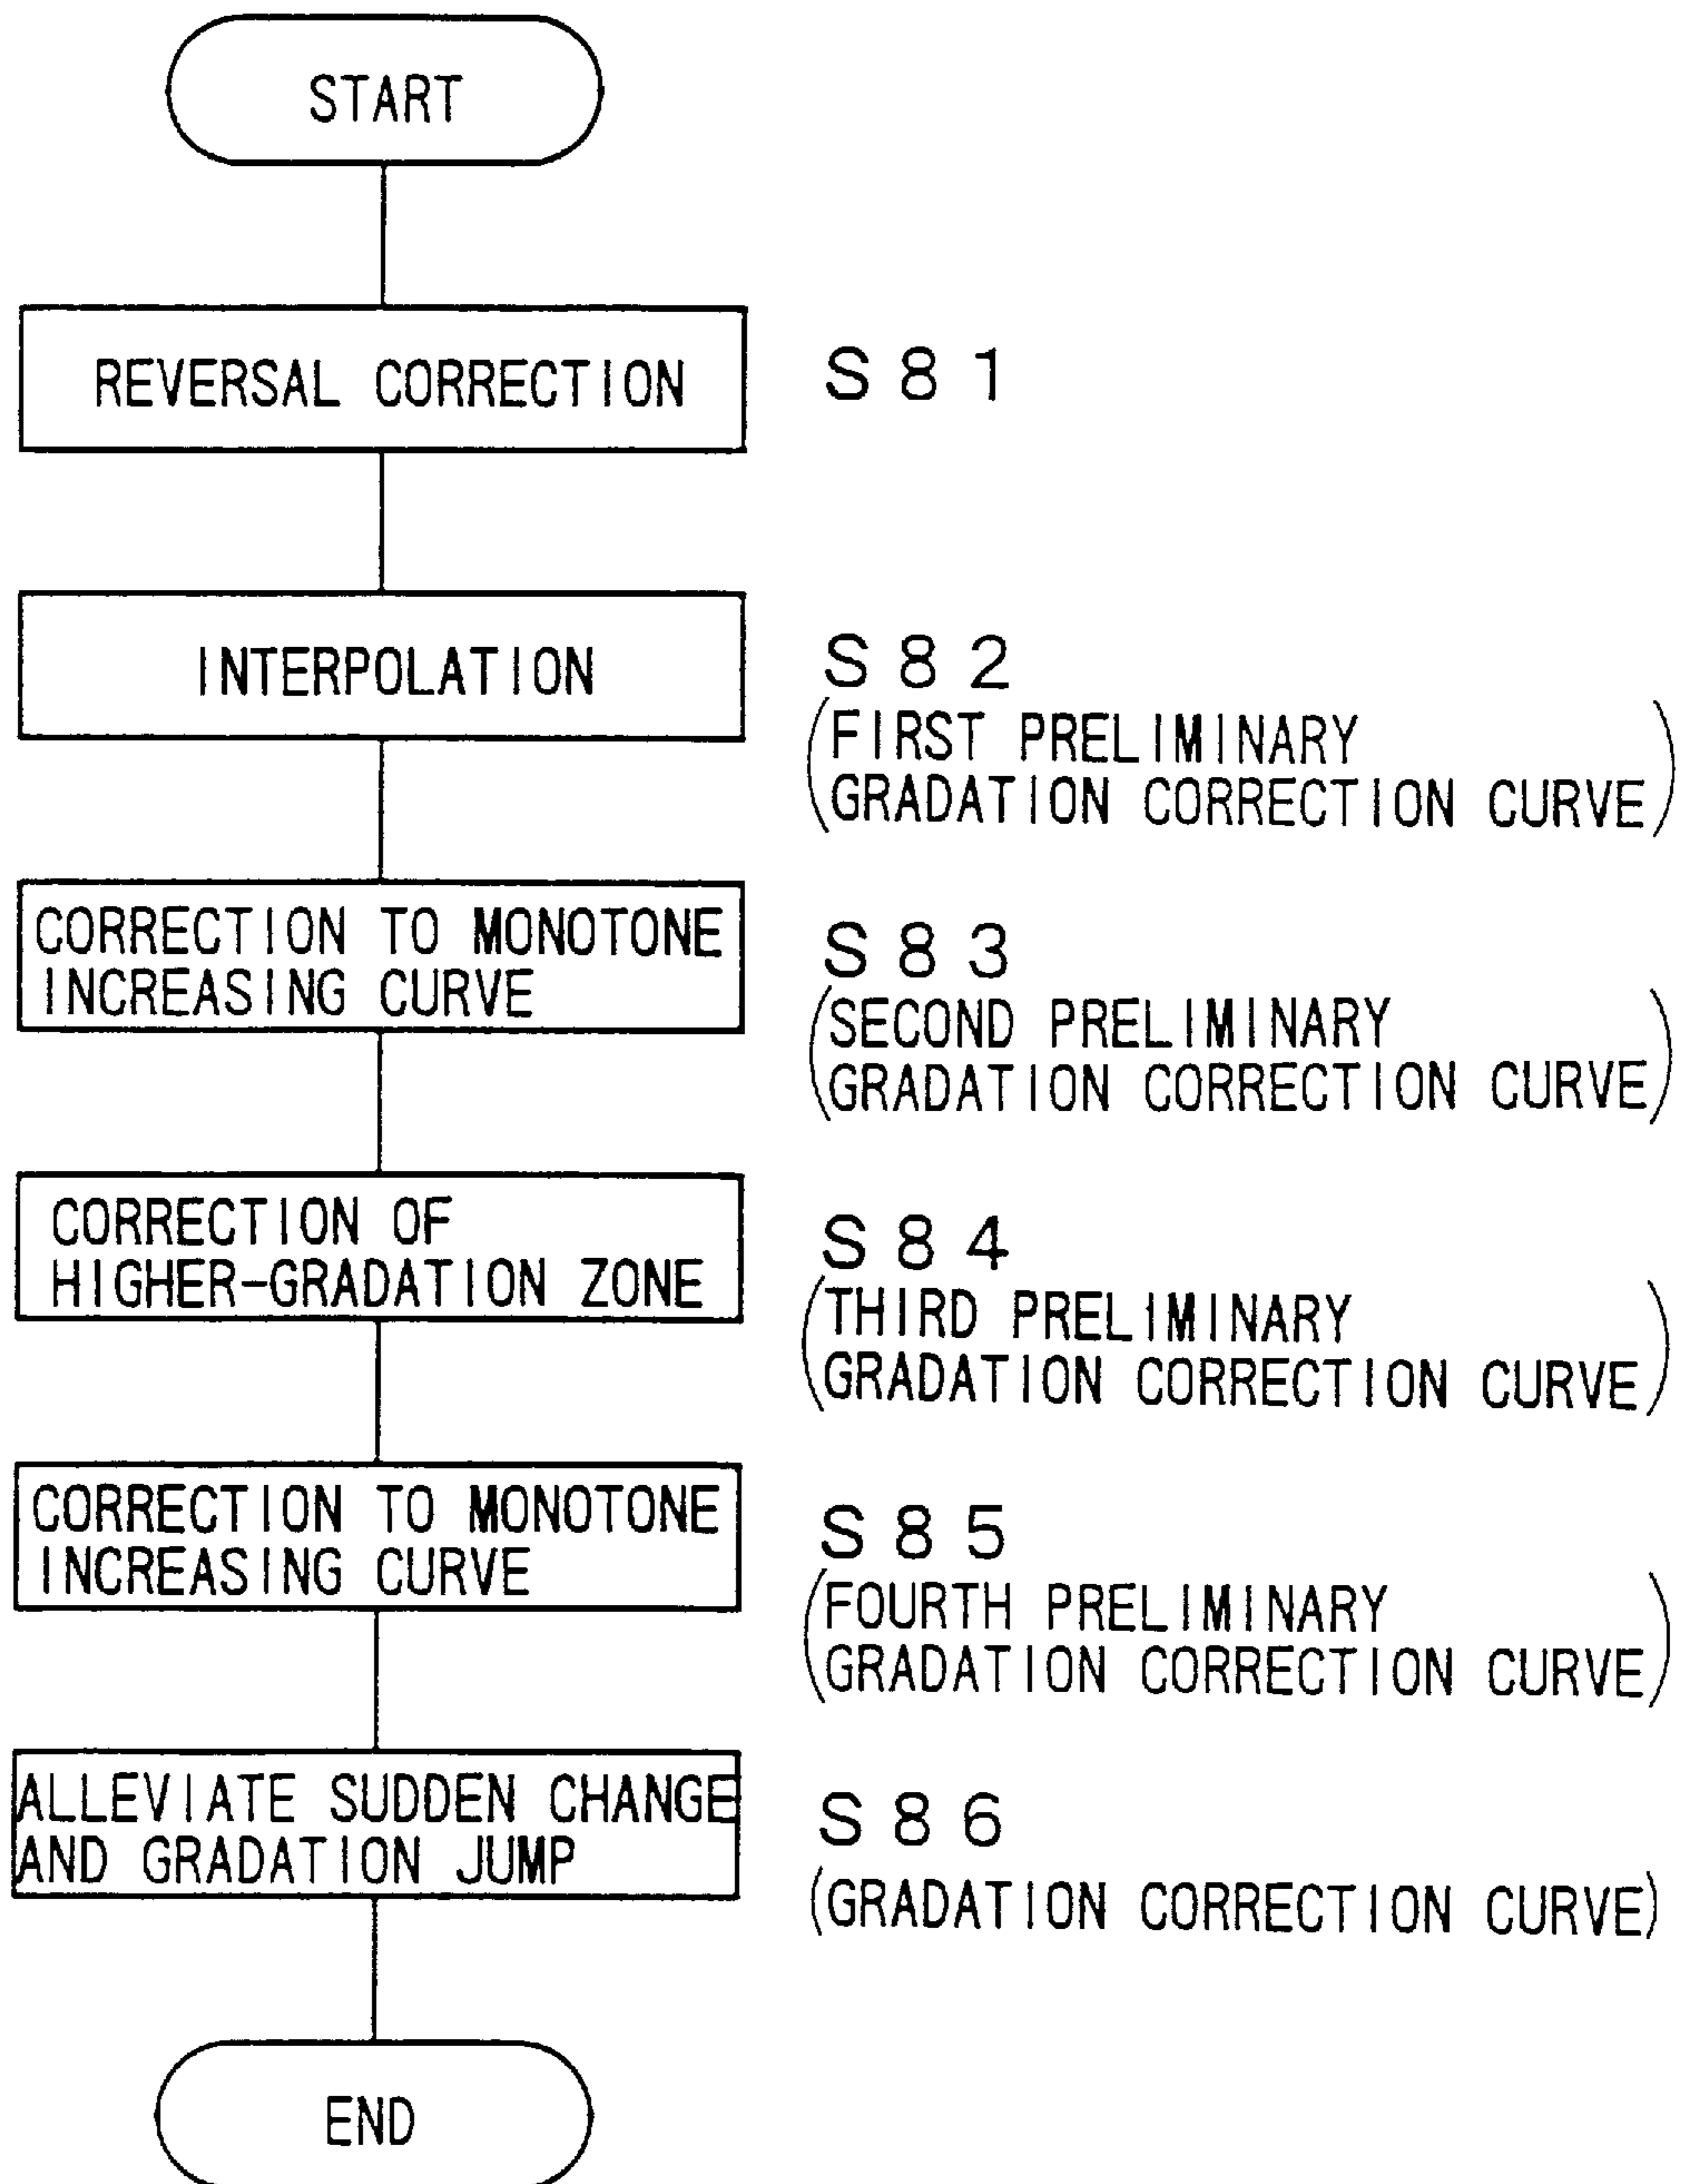 START
REVERSAL CORRECTION
S81
INTERPOLATION
S82
(FIRST PRELIMINARY
GRADATION CORRECTION CURVE)
CORRECTION TO MONOTONE
INCREASING CURVE
S83
(SECOND PRELIMINARY
GRADATION CORRECTION CURVE)
CORRECTION OF
HIGHER-GRADATION ZONE
S84
(THIRD PRELIMINARY
GRADATION CORRECTION CURVE)
CORRECTION TO MONOTONE
INCREASING CURVE
S85
(FOURTH PRELIMINARY
GRADATION CORRECTION CURVE)
ALLEVIATE SUDDEN CHANGE
AND GRADATION JUMP
S86
(GRADATION CORRECTION CURVE)
END